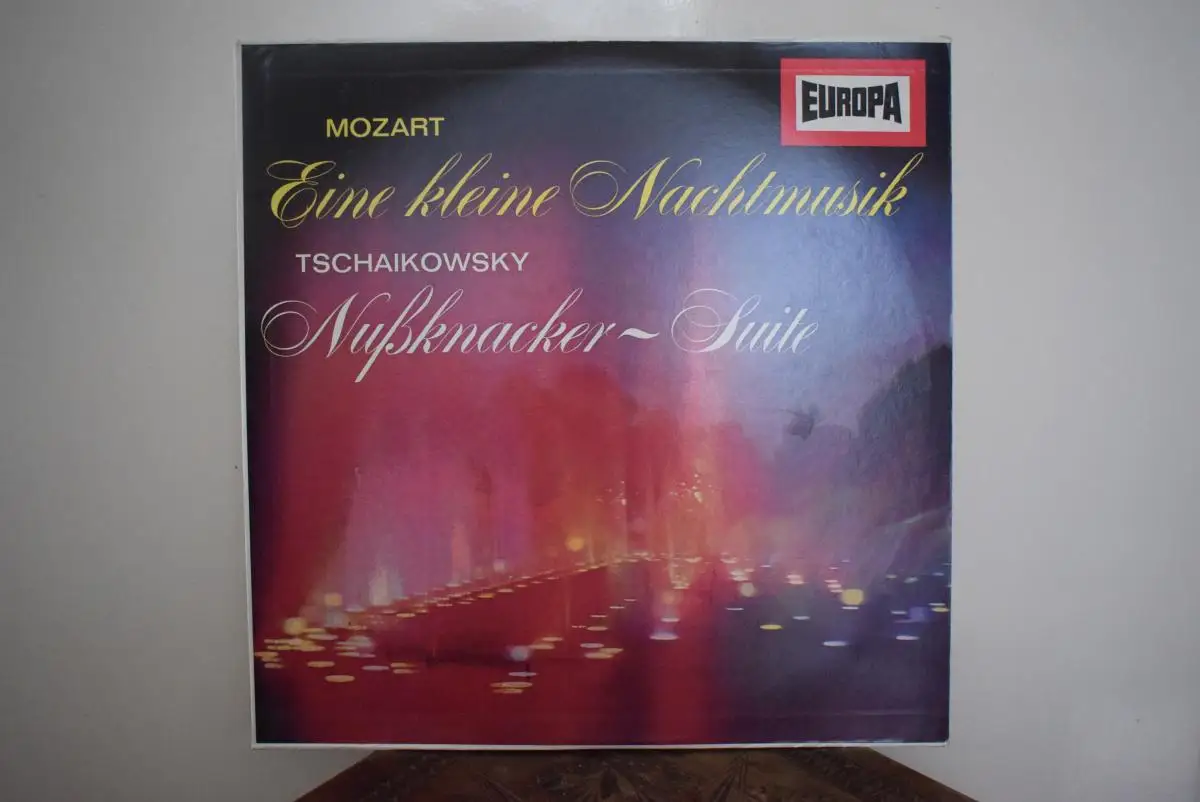 EUROPA
MOZART
Eine kleine Nachtmusik
TSCHAIKOWSKY
Nußknacker~Suite